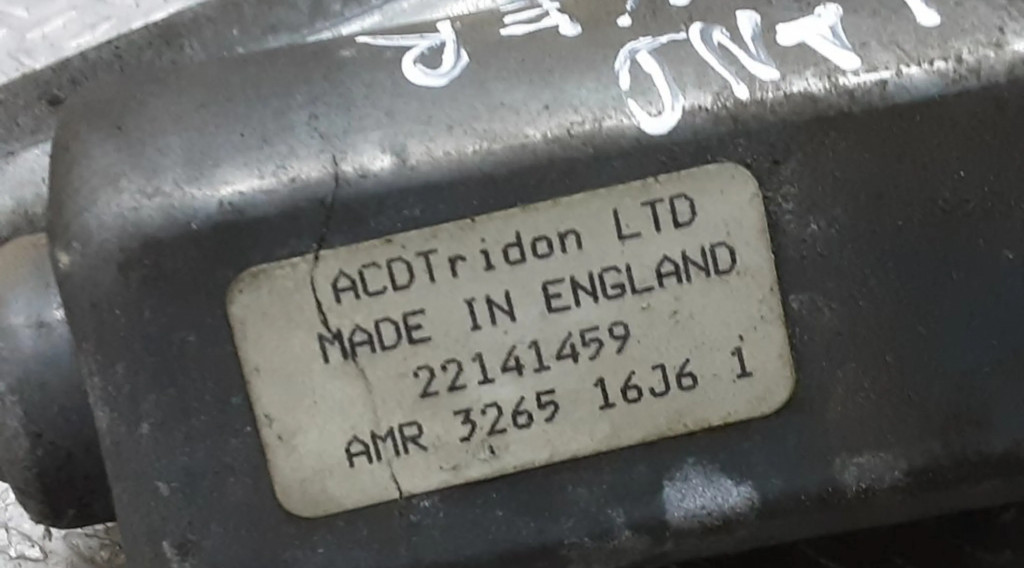 ACDTridon LTD
MADE IN ENGLAND
22141459
AMR 3265 16J6 1